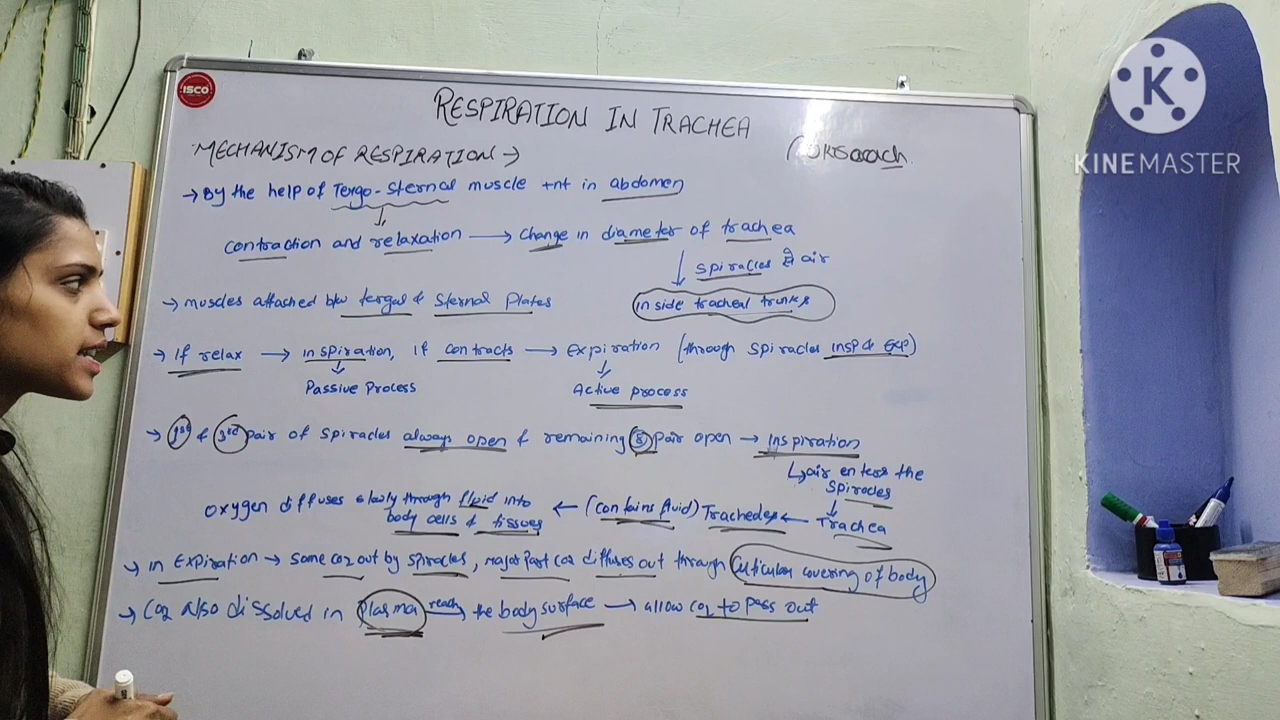 ISCO
RESPIRATION IN TRACHEA
MECHANISM OF RESPIRATION →
→ By the help of Tergo-Sternal muscle +nt in abdomen
contraction and relaxation → change in diameter of trachea
spiracles से air
→ muscles attached b/w tergal & Sternal Plates
in side tracheal trunks
→ If relax → inspiration, if contracts → Expiration (through spiracles insp & Exp)
Passive Process
Active process
→ 1st & 3rd pair of spiracles always open & remaining 8 pair open → Inspiration
↳ air enters the
spiracles
Oxygen diffuses slowly through fluid into ← (contains fluid) ← Trachea
body cells & tissues
→ in Expiration → some co2 out by spiracles, major Part co2 diffuses out through cuticular covering of body
→ CO2 also dissolved in Plasma reach → the body surface → allow co2 to pass out
K
KINEMASTER